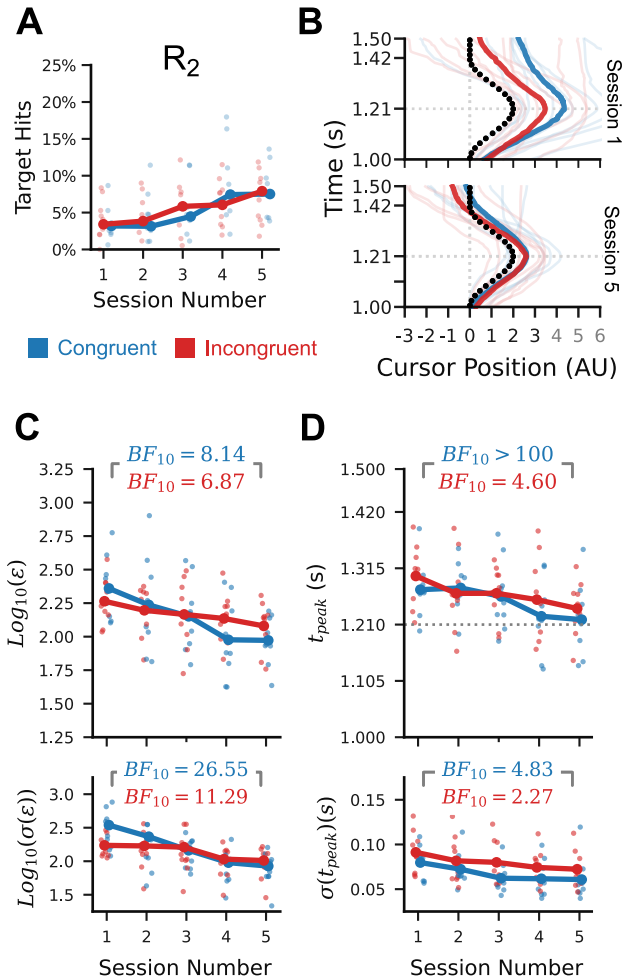 A
R₂
25%
20%
15%
10%
5%
0%
Target Hits
1 2 3 4 5
Session Number
Congruent Incongruent
B
1.50
1.42
1.21
1.00
Session 1
Time (s)
1.50
1.42
1.21
1.00
Session 5
-3 -2 -1 0 1 2 3 4 5 6
Cursor Position (AU)
C
BF₁₀ = 8.14
BF₁₀ = 6.87
3.25
3.00
2.75
2.50
2.25
2.00
1.75
1.50
1.25
Log₁₀(ε)
BF₁₀ = 26.55
BF₁₀ = 11.29
3.0
2.5
2.0
1.5
Log₁₀(σ(ε))
1 2 3 4 5
Session Number
D
BF₁₀ > 100
BF₁₀ = 4.60
1.500
1.420
1.315
1.210
1.105
1.000
t_peak (s)
BF₁₀ = 4.83
BF₁₀ = 2.27
0.15
0.10
0.05
σ(t_peak)(s)
1 2 3 4 5
Session Number